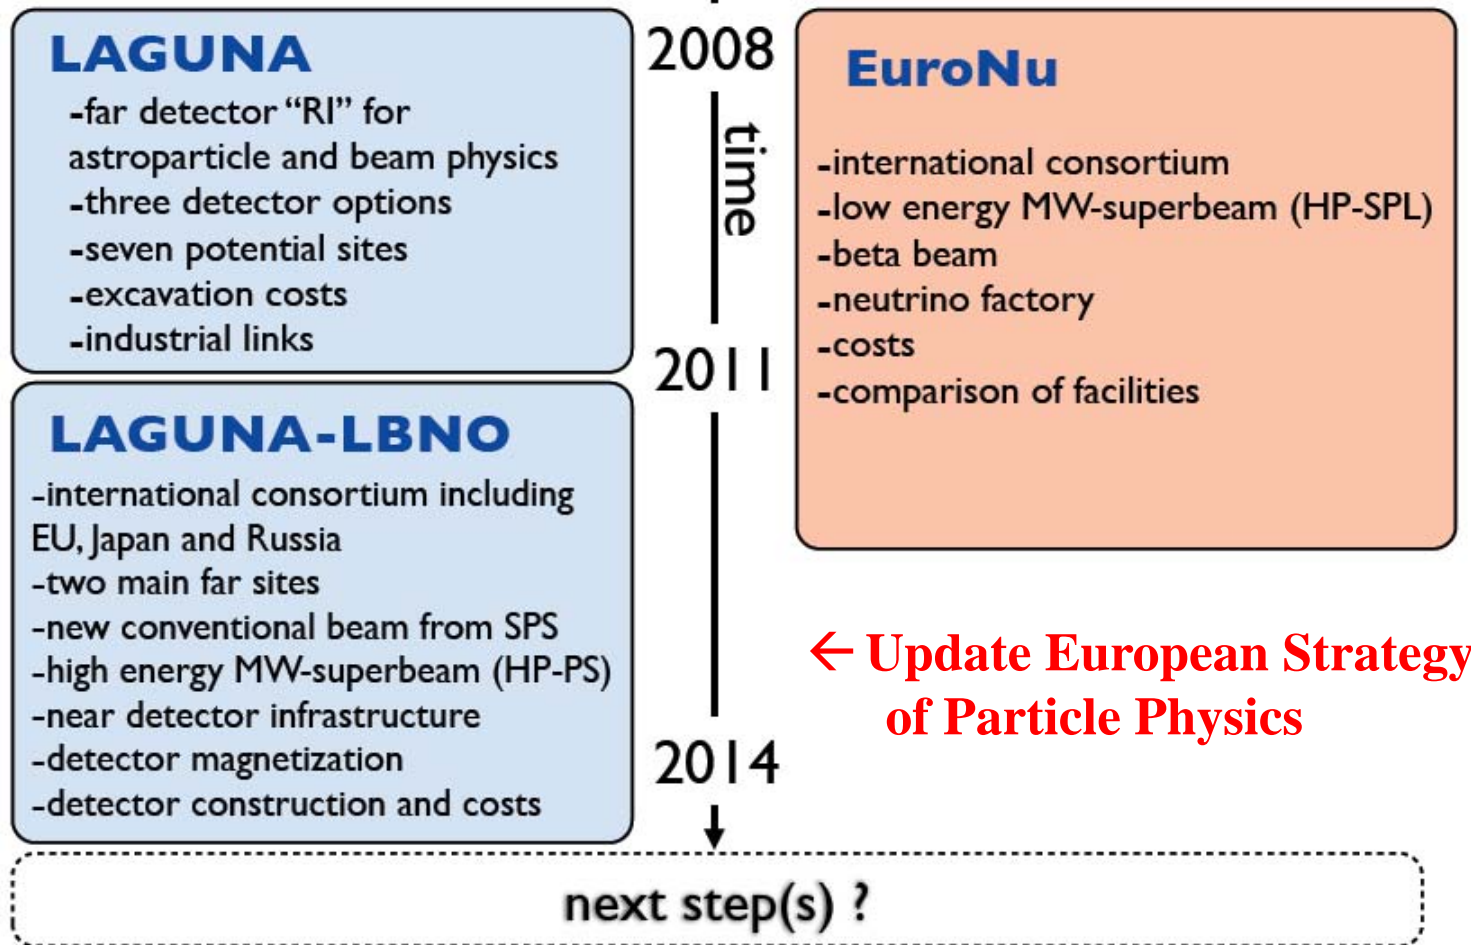 LAGUNA
-far detector “RI” for
astroparticle and beam physics
-three detector options
-seven potential sites
-excavation costs
-industrial links
2008
time
2011
2014
EuroNu
-international consortium
-low energy MW-superbeam (HP-SPL)
-beta beam
-neutrino factory
-costs
-comparison of facilities
LAGUNA-LBNO
-international consortium including
EU, Japan and Russia
-two main far sites
-new conventional beam from SPS
-high energy MW-superbeam (HP-PS)
-near detector infrastructure
-detector magnetization
-detector construction and costs
← Update European Strategy
of Particle Physics
next step(s) ?